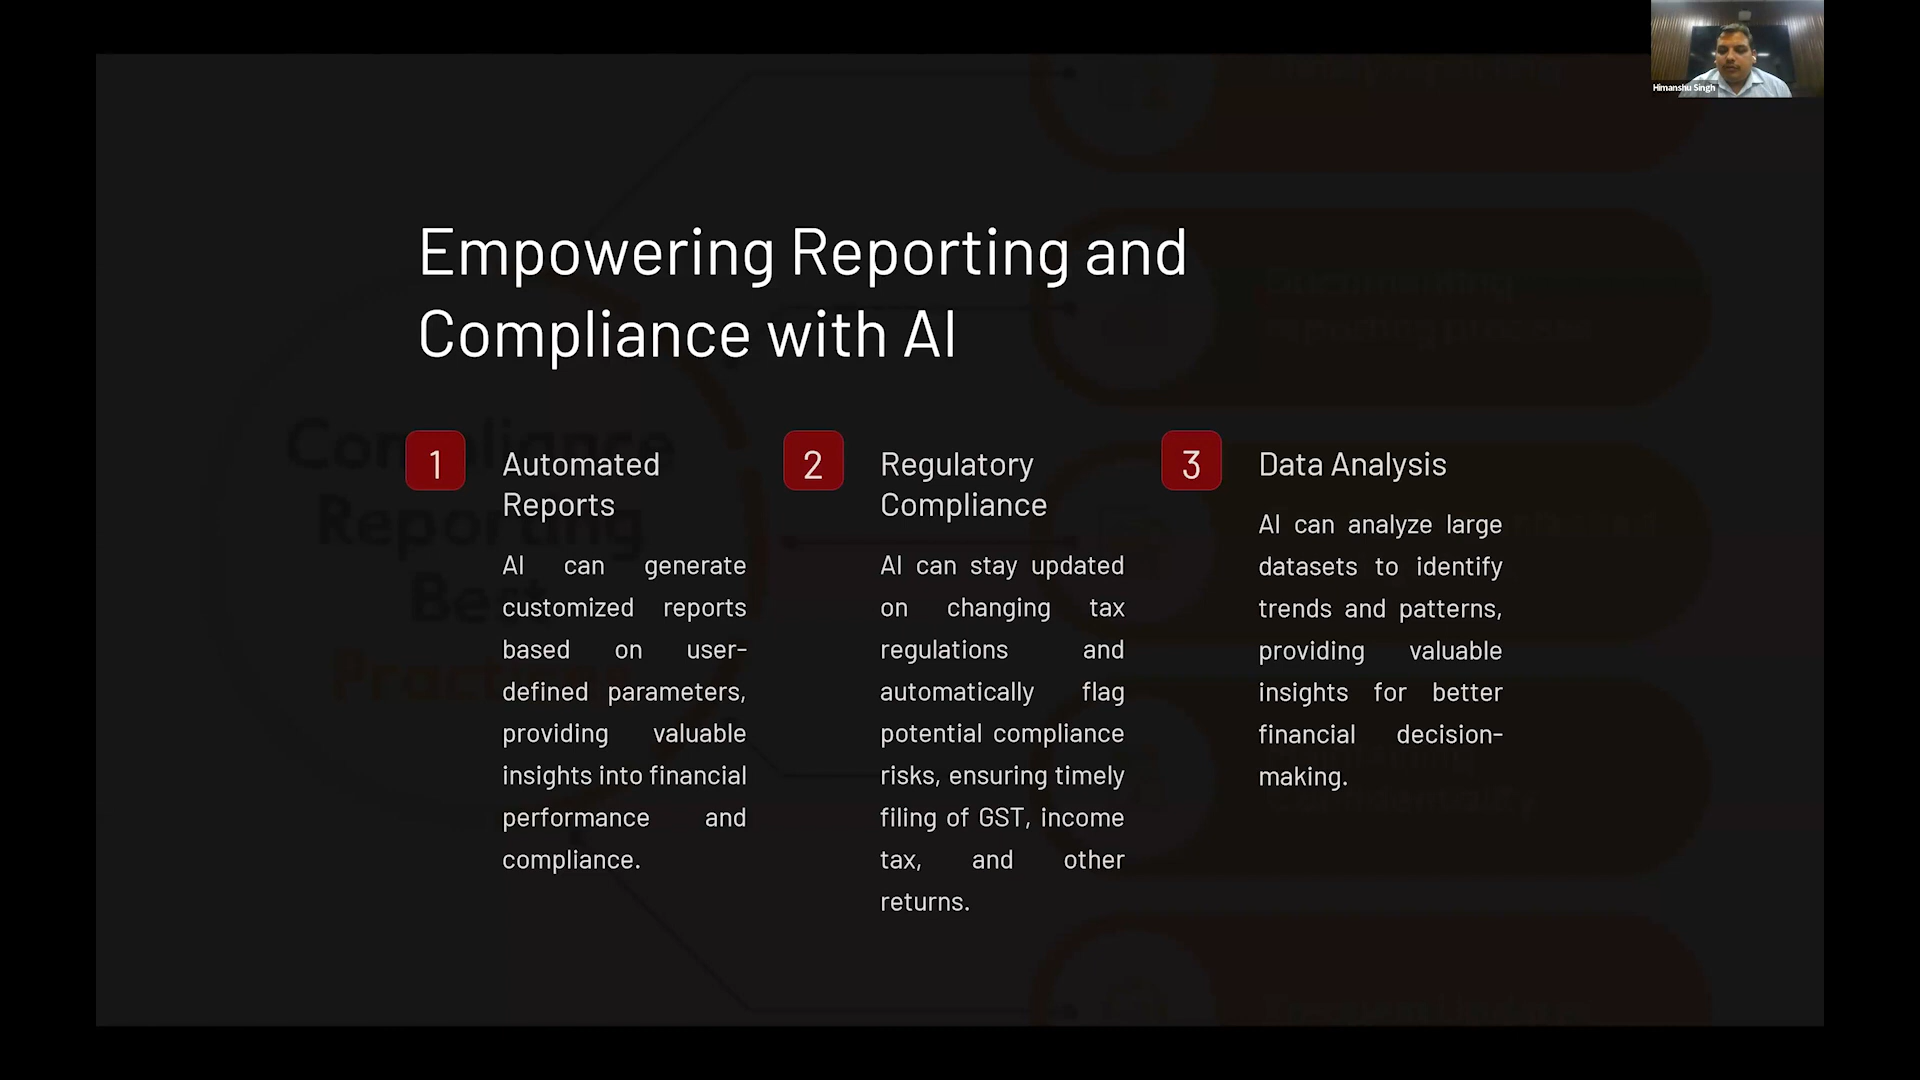 Himanshu Singh
Empowering Reporting and
Compliance with AI
1
Automated
Reports
AI can generate
customized reports
based on user-
defined parameters,
providing valuable
insights into financial
performance and
compliance.
2
Regulatory
Compliance
AI can stay updated
on changing tax
regulations and
automatically flag
potential compliance
risks, ensuring timely
filing of GST, income
tax, and other
returns.
3
Data Analysis
AI can analyze large
datasets to identify
trends and patterns,
providing valuable
insights for better
financial decision-
making.
Compliance
Reporting
Best
Practices